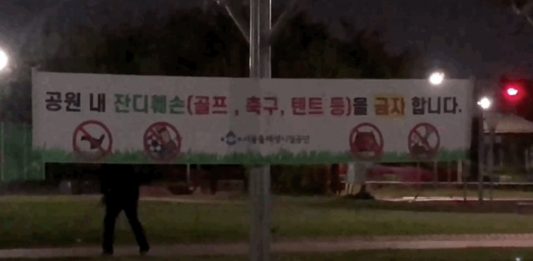 공원 내 잔디훼손(골프, 축구, 텐트 등)을 금지 합니다.